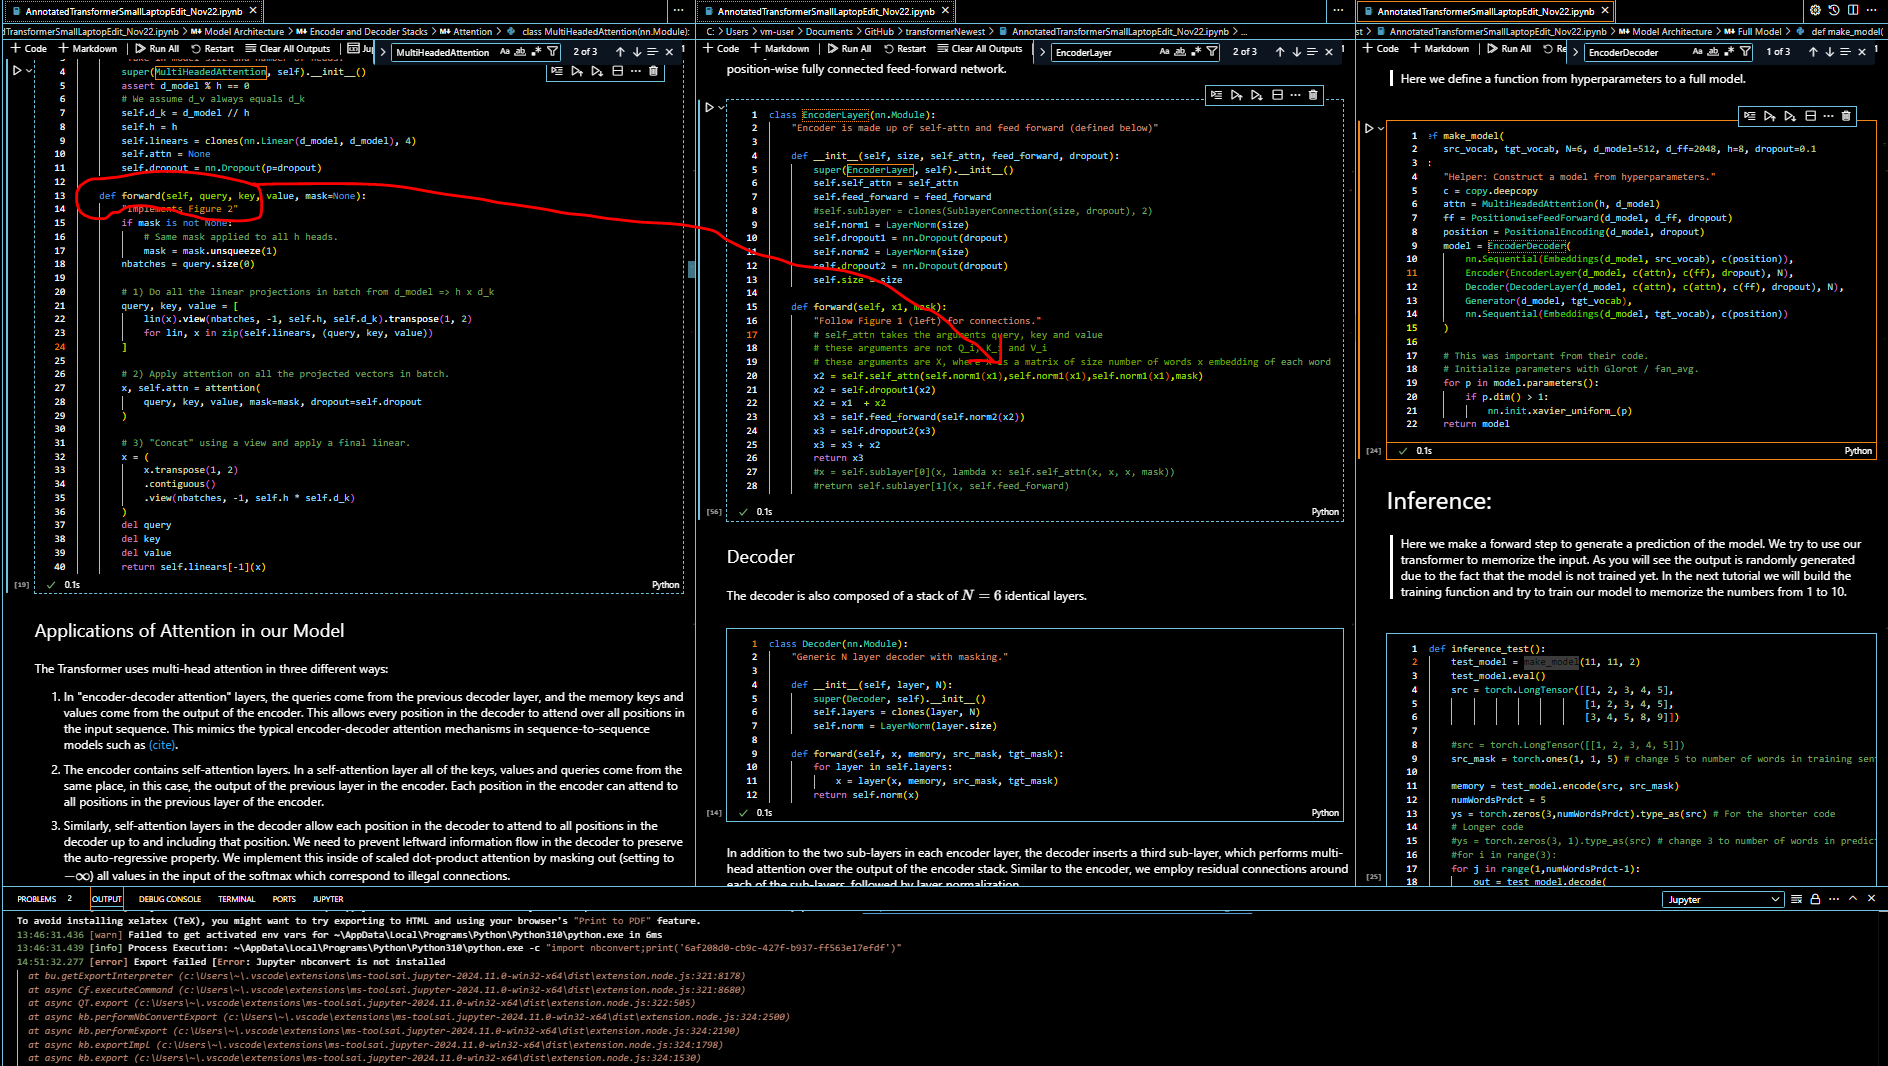 AnnotatedTransformerSmallLaptopEdit_Nov22.ipynb
tatedTransformerSmallLaptopEdit_Nov22.ipynb > M+ Model Architecture > M+ Encoder and Decoder Stacks > M+ Attention > class MultiHeadedAttention(nn.Module):
+ Code + Markdown Run All Restart Clear All Outputs
MultiHeadedAttention Aa ab .* 2 of 3
4 super(MultiHeadedAttention, self).__init__()
5 assert d_model % h == 0
6 # We assume d_v always equals d_k
7 self.d_k = d_model // h
8 self.h = h
9 self.linears = clones(nn.Linear(d_model, d_model), 4)
10 self.attn = None
11 self.dropout = nn.Dropout(p=dropout)
12
13 def forward(self, query, key, value, mask=None):
14 "Implements Figure 2"
15 if mask is not None:
16 # Same mask applied to all h heads.
17 mask = mask.unsqueeze(1)
18 nbatches = query.size(0)
19
20 # 1) Do all the linear projections in batch from d_model => h x d_k
21 query, key, value = [
22 lin(x).view(nbatches, -1, self.h, self.d_k).transpose(1, 2)
23 for lin, x in zip(self.linears, (query, key, value))
24 ]
25
26 # 2) Apply attention on all the projected vectors in batch.
27 x, self.attn = attention(
28 query, key, value, mask=mask, dropout=self.dropout
29 )
30
31 # 3) "Concat" using a view and apply a final linear.
32 x = (
33 x.transpose(1, 2)
34 .contiguous()
35 .view(nbatches, -1, self.h * self.d_k)
36 )
37 del query
38 del key
39 del value
40 return self.linears[-1](x)
[19] 0.1s Python
Applications of Attention in our Model
The Transformer uses multi-head attention in three different ways:
1. In "encoder-decoder attention" layers, the queries come from the previous decoder layer, and the memory keys and
values come from the output of the encoder. This allows every position in the decoder to attend over all positions in
the input sequence. This mimics the typical encoder-decoder attention mechanisms in sequence-to-sequence
models such as (cite).
2. The encoder contains self-attention layers. In a self-attention layer all of the keys, values and queries come from the
same place, in this case, the output of the previous layer in the encoder. Each position in the encoder can attend to
all positions in the previous layer of the encoder.
3. Similarly, self-attention layers in the decoder allow each position in the decoder to attend to all positions in the
decoder up to and including that position. We need to prevent leftward information flow in the decoder to preserve
the auto-regressive property. We implement this inside of scaled dot-product attention by masking out (setting to
−∞) all values in the input of the softmax which correspond to illegal connections.
AnnotatedTransformerSmallLaptopEdit_Nov22.ipynb
C: > Users > vm-user > Documents > GitHub > transformerNewest > AnnotatedTransformerSmallLaptopEdit_Nov22.ipynb > ...
+ Code + Markdown Run All Restart Clear All Outputs
EncoderLayer Aa ab .* 2 of 3
position-wise fully connected feed-forward network.
1 class EncoderLayer(nn.Module):
2 "Encoder is made up of self-attn and feed forward (defined below)"
3
4 def __init__(self, size, self_attn, feed_forward, dropout):
5 super(EncoderLayer, self).__init__()
6 self.self_attn = self_attn
7 self.feed_forward = feed_forward
8 #self.sublayer = clones(SublayerConnection(size, dropout), 2)
9 self.norm1 = LayerNorm(size)
10 self.dropout1 = nn.Dropout(dropout)
11 self.norm2 = LayerNorm(size)
12 self.dropout2 = nn.Dropout(dropout)
13 self.size = size
14
15 def forward(self, x1, mask):
16 "Follow Figure 1 (left) for connections."
17 # self_attn takes the arguments query, key and value
18 # these arguments are not Q_i, K_i and V_i
19 # these arguments are X, where X is a matrix of size number of words x embedding of each word
20 x2 = self.self_attn(self.norm1(x1),self.norm1(x1),self.norm1(x1),mask)
21 x2 = self.dropout1(x2)
22 x2 = x1 + x2
23 x3 = self.feed_forward(self.norm2(x2))
24 x3 = self.dropout2(x3)
25 x3 = x3 + x2
26 return x3
27 #x = self.sublayer[0](x, lambda x: self.self_attn(x, x, x, mask))
28 #return self.sublayer[1](x, self.feed_forward)
[56] 0.1s Python
Decoder
The decoder is also composed of a stack of N = 6 identical layers.
1 class Decoder(nn.Module):
2 "Generic N layer decoder with masking."
3
4 def __init__(self, layer, N):
5 super(Decoder, self).__init__()
6 self.layers = clones(layer, N)
7 self.norm = LayerNorm(layer.size)
8
9 def forward(self, x, memory, src_mask, tgt_mask):
10 for layer in self.layers:
11 x = layer(x, memory, src_mask, tgt_mask)
12 return self.norm(x)
[14] 0.1s Python
In addition to the two sub-layers in each encoder layer, the decoder inserts a third sub-layer, which performs multi-
head attention over the output of the encoder stack. Similar to the encoder, we employ residual connections around
each of the sub-layers, followed by layer normalization
AnnotatedTransformerSmallLaptopEdit_Nov22.ipynb
st > AnnotatedTransformerSmallLaptopEdit_Nov22.ipynb > M+ Model Architecture > M+ Full Model > def make_model(
+ Code + Markdown Run All Re
EncoderDecoder Aa ab .* 1 of 3
Here we define a function from hyperparameters to a full model.
1 ef make_model(
2 src_vocab, tgt_vocab, N=6, d_model=512, d_ff=2048, h=8, dropout=0.1
3 :
4 "Helper: Construct a model from hyperparameters."
5 c = copy.deepcopy
6 attn = MultiHeadedAttention(h, d_model)
7 ff = PositionwiseFeedForward(d_model, d_ff, dropout)
8 position = PositionalEncoding(d_model, dropout)
9 model = EncoderDecoder(
10 nn.Sequential(Embeddings(d_model, src_vocab), c(position)),
11 Encoder(EncoderLayer(d_model, c(attn), c(ff), dropout), N),
12 Decoder(DecoderLayer(d_model, c(attn), c(attn), c(ff), dropout), N),
13 Generator(d_model, tgt_vocab),
14 nn.Sequential(Embeddings(d_model, tgt_vocab), c(position))
15 )
16
17 # This was important from their code.
18 # Initialize parameters with Glorot / fan_avg.
19 for p in model.parameters():
20 if p.dim() > 1:
21 nn.init.xavier_uniform_(p)
22 return model
[24] 0.1s Python
Inference:
Here we make a forward step to generate a prediction of the model. We try to use our
transformer to memorize the input. As you will see the output is randomly generated
due to the fact that the model is not trained yet. In the next tutorial we will build the
training function and try to train our model to memorize the numbers from 1 to 10.
1 def inference_test():
2 test_model = make_model(11, 11, 2)
3 test_model.eval()
4 src = torch.LongTensor([[1, 2, 3, 4, 5],
5 [1, 2, 3, 4, 5],
6 [3, 4, 5, 8, 9]])
7
8 #src = torch.LongTensor([[1, 2, 3, 4, 5]])
9 src_mask = torch.ones(1, 1, 5) # change 5 to number of words in training sen
10
11 memory = test_model.encode(src, src_mask)
12 numWordsPrdct = 5
13 ys = torch.zeros(3,numWordsPrdct).type_as(src) # For the shorter code
14 # Longer code
15 #ys = torch.zeros(3, 1).type_as(src) # change 3 to number of words in predic
16 #for i in range(3):
17 for j in range(1,numWordsPrdct-1):
18 out = test_model.decode(
[25]
PROBLEMS 2 OUTPUT DEBUG CONSOLE TERMINAL PORTS JUPYTER
Jupyter
To avoid installing xelatex (TeX), you might want to try exporting to HTML and using your browser's "Print to PDF" feature.
13:46:31.436 [warn] Failed to get activated env vars for ~\AppData\Local\Programs\Python\Python310\python.exe in 6ms
13:46:31.439 [info] Process Execution: ~\AppData\Local\Programs\Python\Python310\python.exe -c "import nbconvert;print('6af208d0-cb9c-427f-b937-ff563e17efdf')"
14:51:32.277 [error] Export failed [Error: Jupyter nbconvert is not installed
at bu.getExportInterpreter (c:\Users\~\.vscode\extensions\ms-toolsai.jupyter-2024.11.0-win32-x64\dist\extension.node.js:321:8178)
at async Cf.executeCommand (c:\Users\~\.vscode\extensions\ms-toolsai.jupyter-2024.11.0-win32-x64\dist\extension.node.js:321:8680)
at async QT.export (c:\Users\~\.vscode\extensions\ms-toolsai.jupyter-2024.11.0-win32-x64\dist\extension.node.js:322:505)
at async kb.performNbConvertExport (c:\Users\~\.vscode\extensions\ms-toolsai.jupyter-2024.11.0-win32-x64\dist\extension.node.js:324:2500)
at async kb.performExport (c:\Users\~\.vscode\extensions\ms-toolsai.jupyter-2024.11.0-win32-x64\dist\extension.node.js:324:2190)
at async kb.exportImpl (c:\Users\~\.vscode\extensions\ms-toolsai.jupyter-2024.11.0-win32-x64\dist\extension.node.js:324:1798)
at async kb.export (c:\Users\~\.vscode\extensions\ms-toolsai.jupyter-2024.11.0-win32-x64\dist\extension.node.js:324:1530)